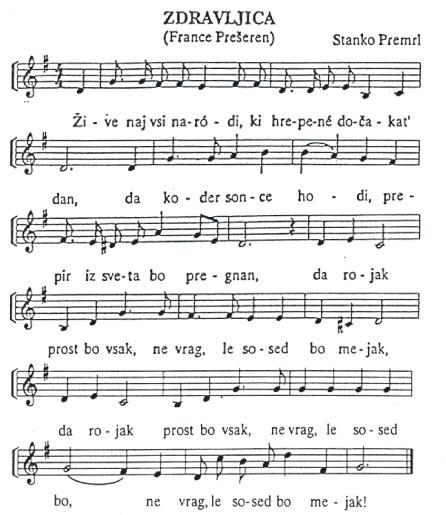 ZDRAVLJICA
(France Prešeren)
Stanko Premrl
Ži - ve naj vsi na - ró - di, ki hre - pe - né do - ča - kat'
dan, da ko - der son - ce ho - di, pre -
pir iz sve - ta bo pre - gnan, da ro - jak
prost bo vsak, ne vrag, le so - sed bo me - jak,
da ro - jak prost bo vsak, ne vrag, le so - sed
bo, ne vrag, le so - sed bo me - jak!